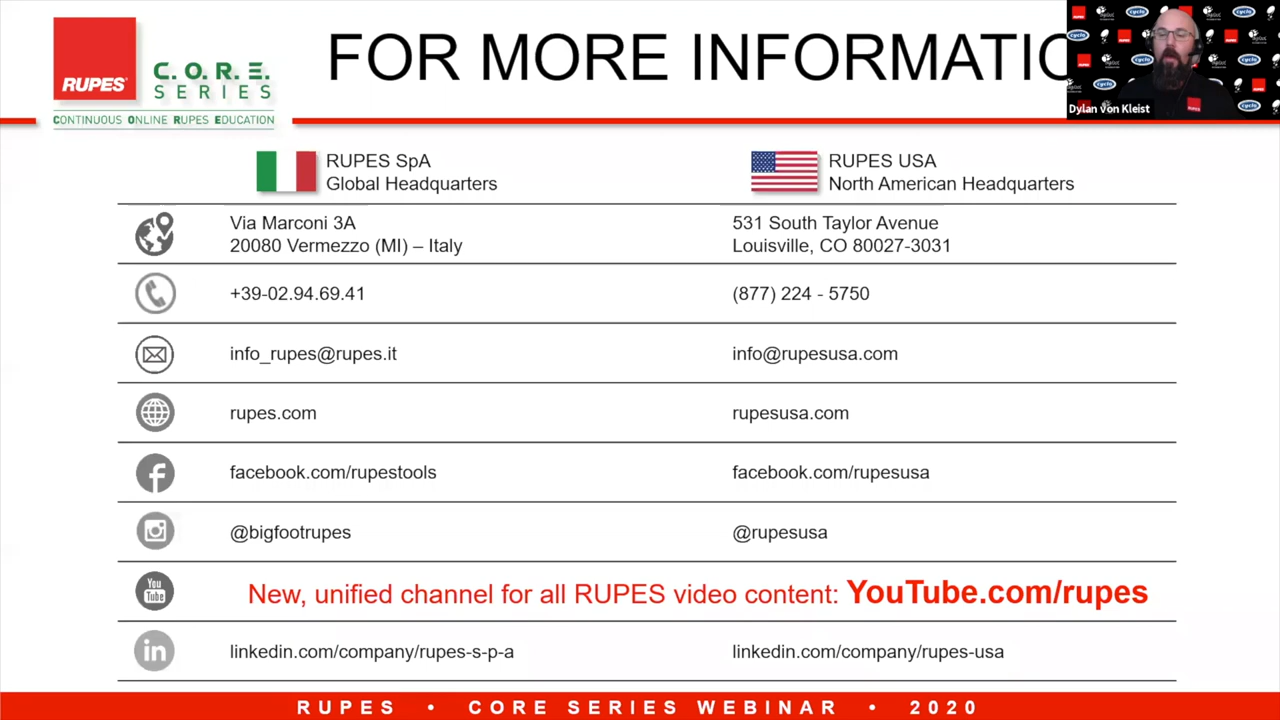 RUPES
C.O.R.E.
SERIES
CONTINUOUS ONLINE RUPES EDUCATION
FOR MORE INFORMATIO
Dylan Von Kleist
RUPES SpA
Global Headquarters
RUPES USA
North American Headquarters
Via Marconi 3A
20080 Vermezzo (MI) – Italy
531 South Taylor Avenue
Louisville, CO 80027-3031
+39-02.94.69.41
(877) 224 - 5750
info_rupes@rupes.it
info@rupesusa.com
rupes.com
rupesusa.com
facebook.com/rupestools
facebook.com/rupesusa
@bigfootrupes
@rupesusa
You
Tube
New, unified channel for all RUPES video content: YouTube.com/rupes
in
linkedin.com/company/rupes-s-p-a
linkedin.com/company/rupes-usa
RUPES • CORE SERIES WEBINAR • 2020